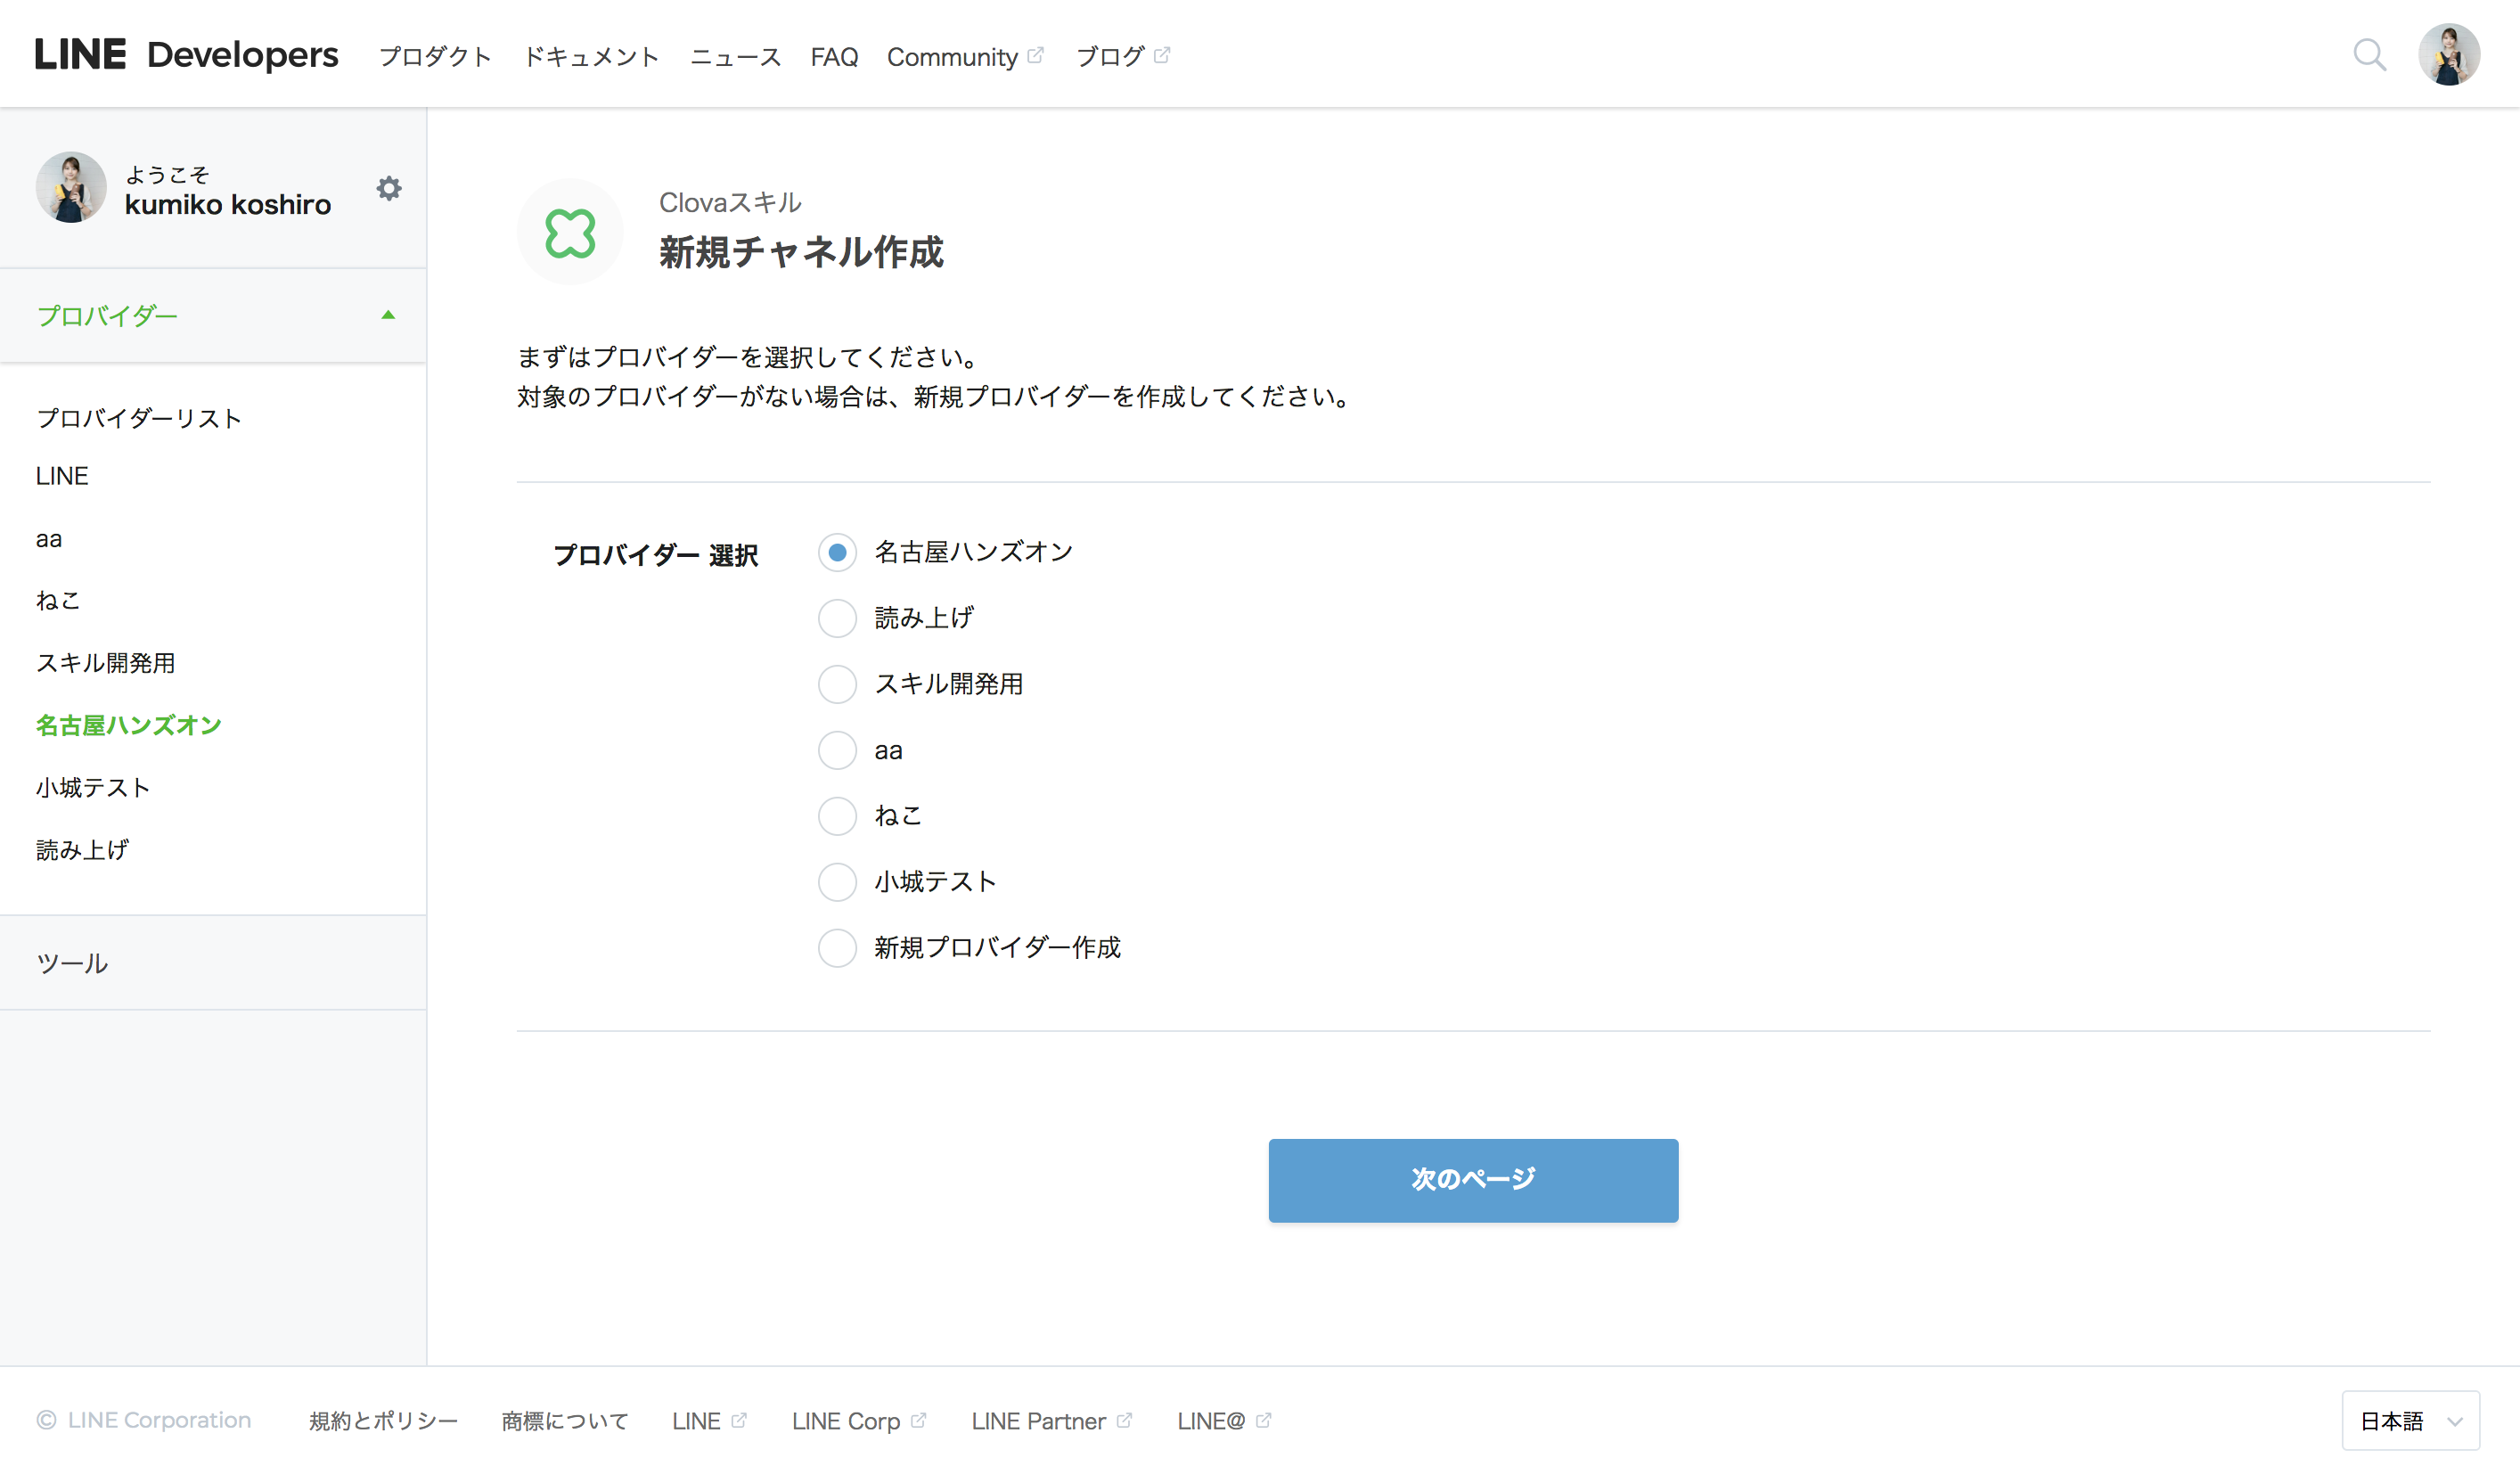 LINE Developers プロダクト ドキュメント ニュース FAQ Community ブログ
ようこそ
kumiko koshiro
プロバイダー
プロバイダーリスト
LINE
aa
ねこ
スキル開発用
名古屋ハンズオン
小城テスト
読み上げ
ツール
Clovaスキル
新規チャネル作成
まずはプロバイダーを選択してください。
対象のプロバイダーがない場合は、新規プロバイダーを作成してください。
プロバイダー 選択
名古屋ハンズオン
読み上げ
スキル開発用
aa
ねこ
小城テスト
新規プロバイダー作成
次のページ
© LINE Corporation 規約とポリシー 商標について LINE LINE Corp LINE Partner LINE@ 日本語